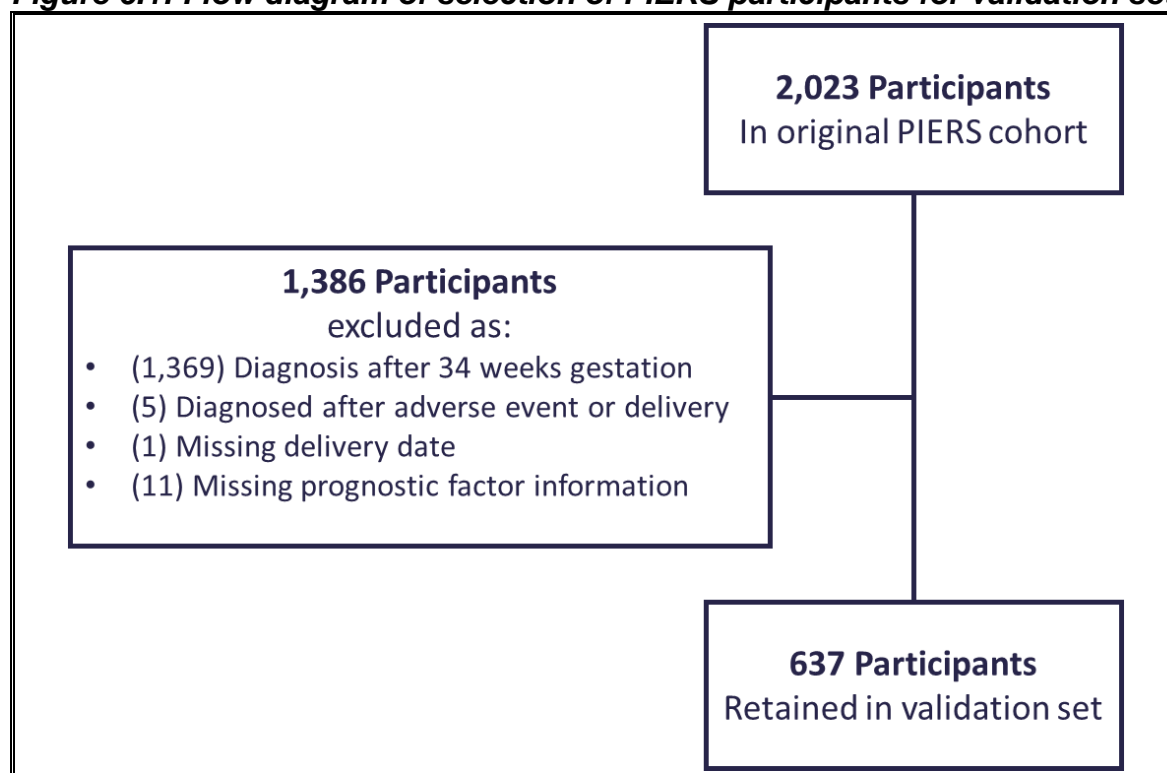 2,023 Participants
In original PIERS cohort
1,386 Participants
excluded as:
• (1,369) Diagnosis after 34 weeks gestation
• (5) Diagnosed after adverse event or delivery
• (1) Missing delivery date
• (11) Missing prognostic factor information
637 Participants
Retained in validation set